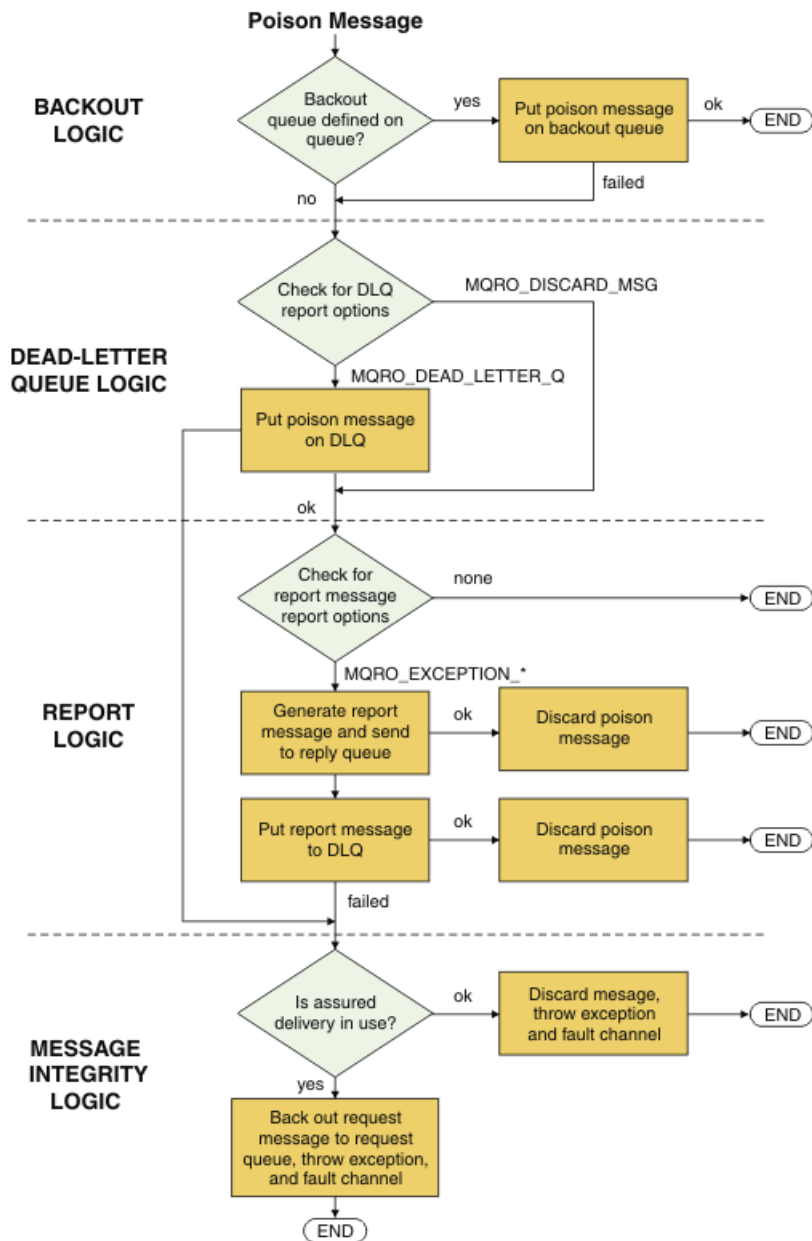 Poison Message
BACKOUT
LOGIC
Backout
queue defined on
queue?
yes
Put poison message
on backout queue
ok
END
no
failed
DEAD-LETTER
QUEUE LOGIC
Check for DLQ
report options
MQRO_DISCARD_MSG
MQRO_DEAD_LETTER_Q
Put poison message
on DLQ
ok
REPORT
LOGIC
Check for
report message
report options
none
END
MQRO_EXCEPTION_*
Generate report
message and send
to reply queue
ok
Discard poison
message
END
Put report message
to DLQ
ok
Discard poison
message
END
failed
MESSAGE
INTEGRITY
LOGIC
Is assured
delivery in use?
ok
Discard mesage,
throw exception
and fault channel
END
yes
Back out request
message to request
queue, throw exception,
and fault channel
END